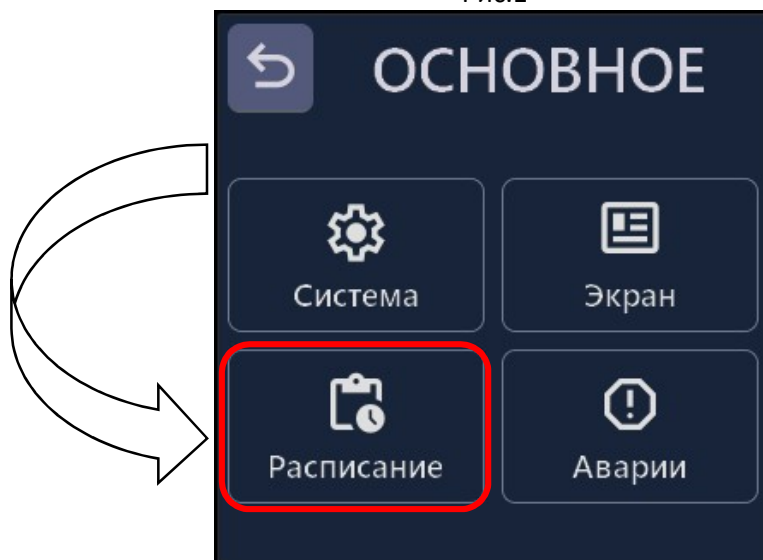 ОСНОВНОЕ
Система
Экран
Расписание
Аварии